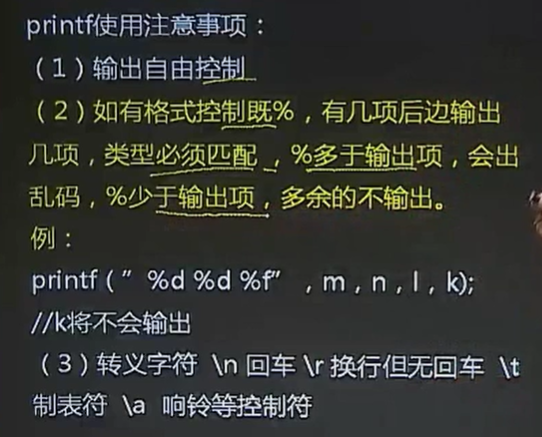 printf使用注意事项：
（1）输出自由控制
（2）如有格式控制既%，有几项后边输出
几项，类型必须匹配，%多于输出项，会出
乱码，%少于输出项，多余的不输出。
例：
printf ( ” %d %d %f” ，m，n，l，k);
//k将不会输出
（3）转义字符 \n 回车 \r 换行但无回车 \t
制表符 \a 响铃等控制符